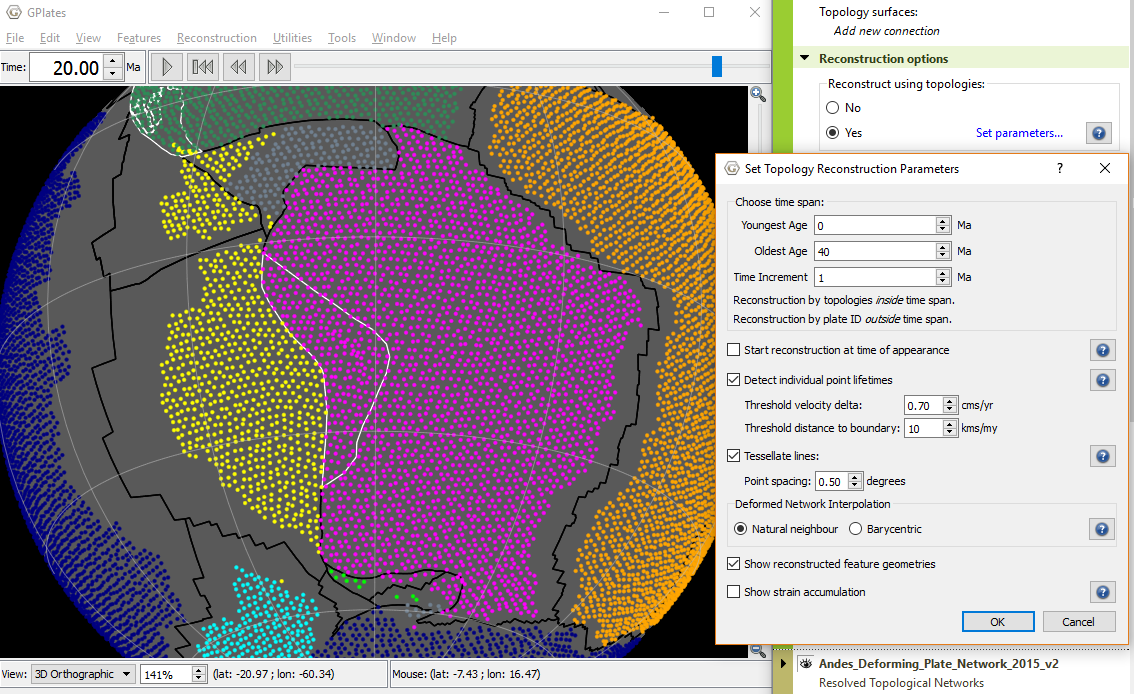 GPlates
File Edit View Features Reconstruction Utilities Tools Window Help
Time: 20.00 Ma
View: 3D Orthographic 141% (lat: -20.97 ; lon: -60.34) Mouse: (lat: -7.43 ; lon: 16.47)
Topology surfaces:
Add new connection
Reconstruction options
Reconstruct using topologies:
No
Yes Set parameters... ?
Set Topology Reconstruction Parameters ?
Choose time span:
Youngest Age 0 Ma
Oldest Age 40 Ma
Time Increment 1 Ma
Reconstruction by topologies inside time span.
Reconstruction by plate ID outside time span.
Start reconstruction at time of appearance ?
Detect individual point lifetimes ?
Threshold velocity delta: 0.70 cms/yr
Threshold distance to boundary: 10 kms/my
Tessellate lines: ?
Point spacing: 0.50 degrees
Deformed Network Interpolation
Natural neighbour Barycentric ?
Show reconstructed feature geometries
Show strain accumulation ?
OK Cancel
Andes_Deforming_Plate_Network_2015_v2
Resolved Topological Networks